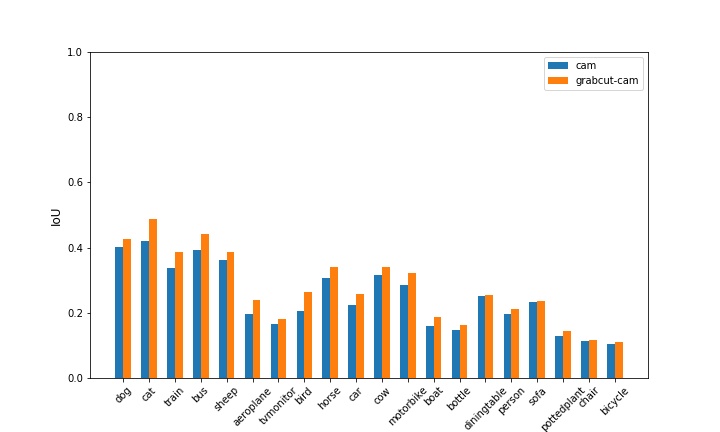 cam
grabcut-cam
IoU
1.0
0.8
0.6
0.4
0.2
0.0
dog
cat
train
bus
sheep
aeroplane
tvmonitor
bird
horse
car
cow
motorbike
boat
bottle
diningtable
person
sofa
pottedplant
chair
bicycle